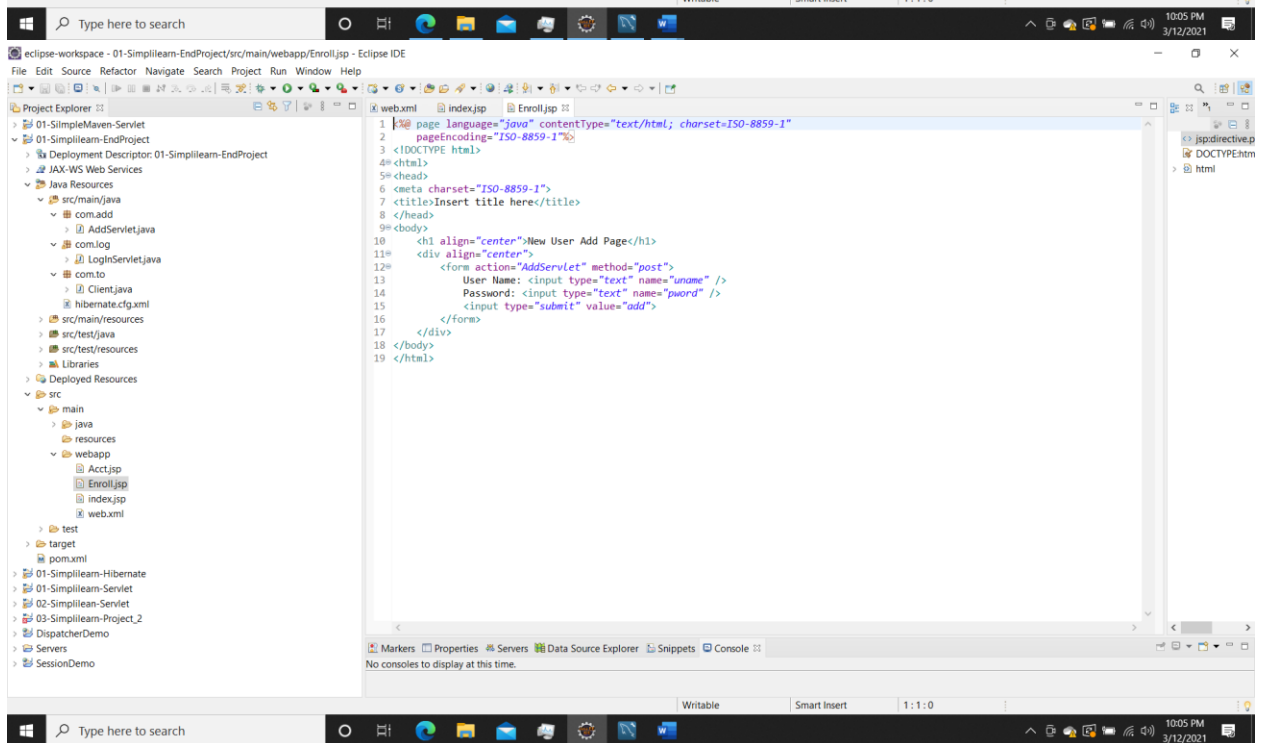 Writable Smart Insert 1:1:0
Type here to search 10:05 PM
3/12/2021
eclipse-workspace - 01-Simplilearn-EndProject/src/main/webapp/Enroll.jsp - Eclipse IDE
File Edit Source Refactor Navigate Search Project Run Window Help
Project Explorer
01-SilmpleMaven-Servlet
01-Simplilearn-EndProject
Deployment Descriptor: 01-Simplilearn-EndProject
JAX-WS Web Services
Java Resources
src/main/java
com.add
AddServlet.java
com.log
LogInServlet.java
com.to
Client.java
hibernate.cfg.xml
src/main/resources
src/test/java
src/test/resources
Libraries
Deployed Resources
src
main
java
resources
webapp
Acct.jsp
Enroll.jsp
index.jsp
web.xml
test
target
pom.xml
01-Simplilearn-Hibernate
01-Simplilearn-Servlet
02-Simplilean-Servlet
03-Simplilearn-Project_2
DispatcherDemo
Servers
SessionDemo
web.xml index.jsp Enroll.jsp
1 <%@ page language="java" contentType="text/html; charset=ISO-8859-1"
2 pageEncoding="ISO-8859-1"%>
3 <!DOCTYPE html>
4 <html>
5 <head>
6 <meta charset="ISO-8859-1">
7 <title>Insert title here</title>
8 </head>
9 <body>
10 <h1 align="center">New User Add Page</h1>
11 <div align="center">
12 <form action="AddServlet" method="post">
13 User Name: <input type="text" name="uname" />
14 Password: <input type="text" name="pword" />
15 <input type="submit" value="add">
16 </form>
17 </div>
18 </body>
19 </html>
jsp:directive.p
DOCTYPE:htm
html
Markers Properties Servers Data Source Explorer Snippets Console
No consoles to display at this time.
Writable Smart Insert 1:1:0
Type here to search 10:05 PM
3/12/2021